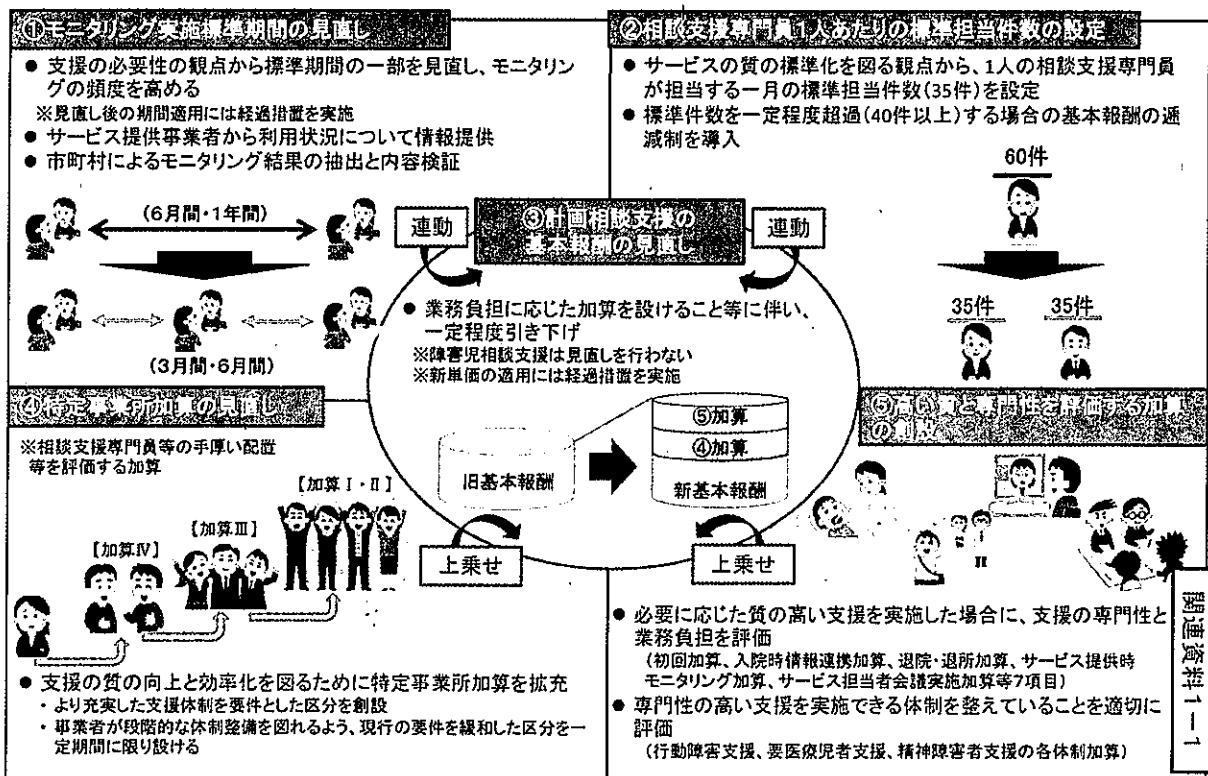 ①モニタリング実施標準期間の見直し
● 支援の必要性の観点から標準期間の一部を見直し、モニタリン
グの頻度を高める
※見直し後の期間適用には経過措置を実施
● サービス提供事業者から利用状況について情報提供
● 市町村によるモニタリング結果の抽出と内容検証
(6月間・1年間)
(3月間・6月間)
②相談支援専門員1人あたりの標準担当件数の設定
● サービスの質の標準化を図る観点から、1人の相談支援専門員
が担当する一月の標準担当件数(35件)を設定
● 標準件数を一定程度超過(40件以上)する場合の基本報酬の逓
減制を導入
60件
35件
35件
連動
③計画相談支援の
基本報酬の見直し
連動
● 業務負担に応じた加算を設けること等に伴い、
一定程度引き下げ
※障害児相談支援は見直しを行わない
※新単価の適用には経過措置を実施
旧基本報酬
⑤加算
④加算
新基本報酬
上乗せ
上乗せ
④特定事業所加算の見直し
※相談支援専門員等の手厚い配置
等を評価する加算
【加算Ⅳ】
【加算Ⅲ】
【加算Ⅰ・Ⅱ】
● 支援の質の向上と効率化を図るために特定事業所加算を拡充
・より充実した支援体制を要件とした区分を創設
・事業者が段階的な体制整備を図れるよう、現行の要件を緩和した区分を一
定期間に限り設ける
⑤高い質と専門性を評価する加算
の創設
● 必要に応じた質の高い支援を実施した場合に、支援の専門性と
業務負担を評価
(初回加算、入院時情報連携加算、退院・退所加算、サービス提供時
モニタリング加算、サービス担当者会議実施加算等7項目)
● 専門性の高い支援を実施できる体制を整えていることを適切に
評価
(行動障害支援、要医療児者支援、精神障害者支援の各体制加算)
関連資料1-1